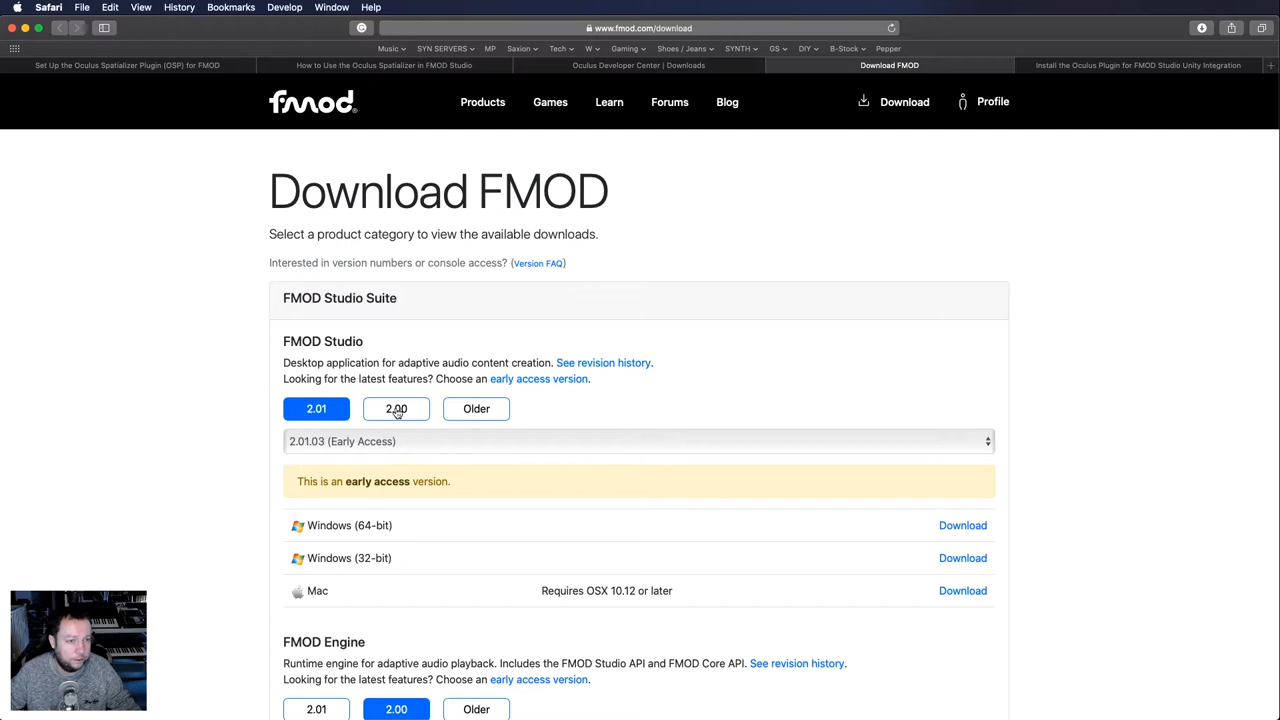 Safari File Edit View History Bookmarks Develop Window Help
www.fmod.com/download
Music SYN SERVERS MP Saxion Tech W Gaming Shoes / Jeans SYNTH GS DIY B-Stock Pepper
Set Up the Oculus Spatializer Plugin (OSP) for FMOD How to Use the Oculus Spatializer in FMOD Studio Oculus Developer Center | Downloads Download FMOD Install the Oculus Plugin for FMOD Studio Unity Integration
fmod Products Games Learn Forums Blog Download Profile
Download FMOD
Select a product category to view the available downloads.
Interested in version numbers or console access? (Version FAQ)
FMOD Studio Suite
FMOD Studio
Desktop application for adaptive audio content creation. See revision history.
Looking for the latest features? Choose an early access version.
2.01 2.00 Older
2.01.03 (Early Access)
This is an early access version.
Windows (64-bit) Download
Windows (32-bit) Download
Mac Requires OSX 10.12 or later Download
FMOD Engine
Runtime engine for adaptive audio playback. Includes the FMOD Studio API and FMOD Core API. See revision history.
Looking for the latest features? Choose an early access version.
2.01 2.00 Older